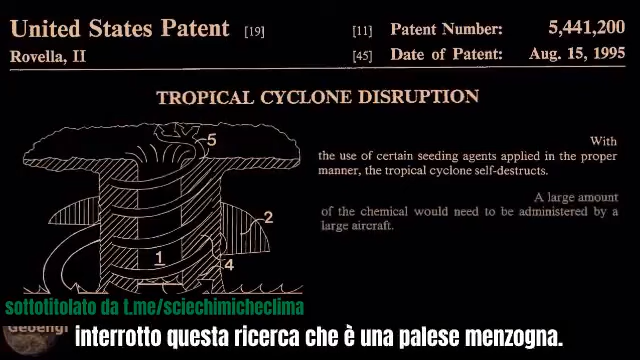 United States Patent [19] [11] Patent Number: 5,441,200
Rovella, II [45] Date of Patent: Aug. 15, 1995
TROPICAL CYCLONE DISRUPTION
5
With
the use of certain seeding agents applied in the proper
manner, the tropical cyclone self-destructs.
A large amount
of the chemical would need to be administered by a
large aircraft.
2
1
4
sottotitolato da t.me/sciechimicheclima
interrotto questa ricerca che è una palese menzogna.